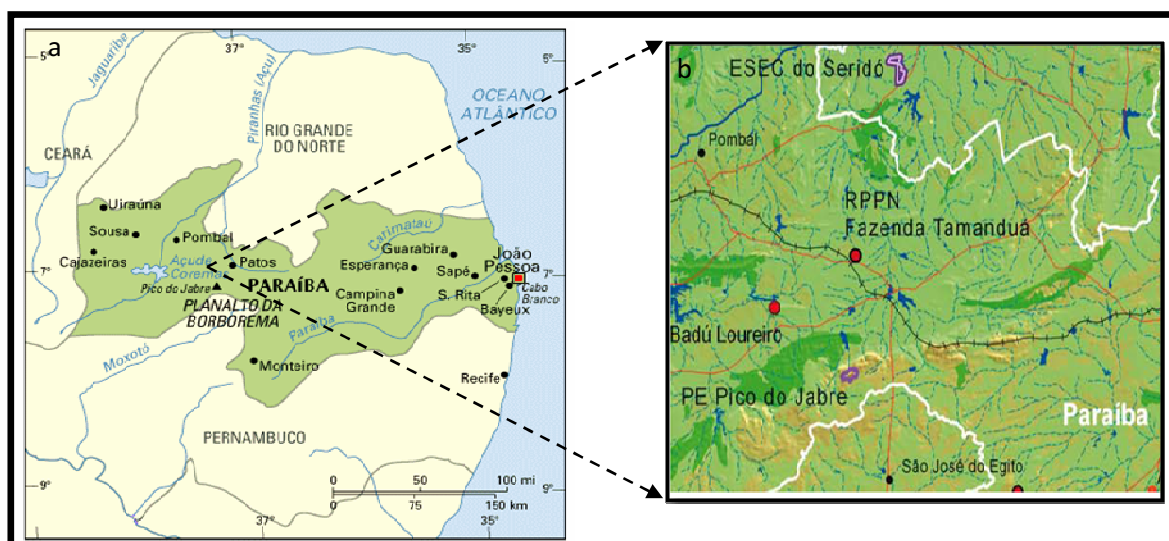 a
37°
35°
5°
5°
Jaguaribe
Piranhas (Açu)
OCEANO
ATLÂNTICO
RIO GRANDE
DO NORTE
CEARÁ
Uiraúna
Sousa
Pombal
Cajazeiras
Açude
Corema
Pico do Jabre
Patos
PARAÍBA
PLANALTO DA
BORBOREMA
Carimataú
Guarabira
Esperança
Sapé
João
Pessoa
Cabo
Branco
S. Rita
Bayeux
Campina
Grande
Paraíba
7°
7°
Moxotó
Monteiro
Recife
PERNAMBUCO
9°
9°
0 50 100 mi
0 75 150 km
37°
35°
b
ESEC do Seridó
Pombal
RPPN
Fazenda Tamanduá
Badú Loureiro
PE Pico do Jabre
Paraiba
São José do Egito